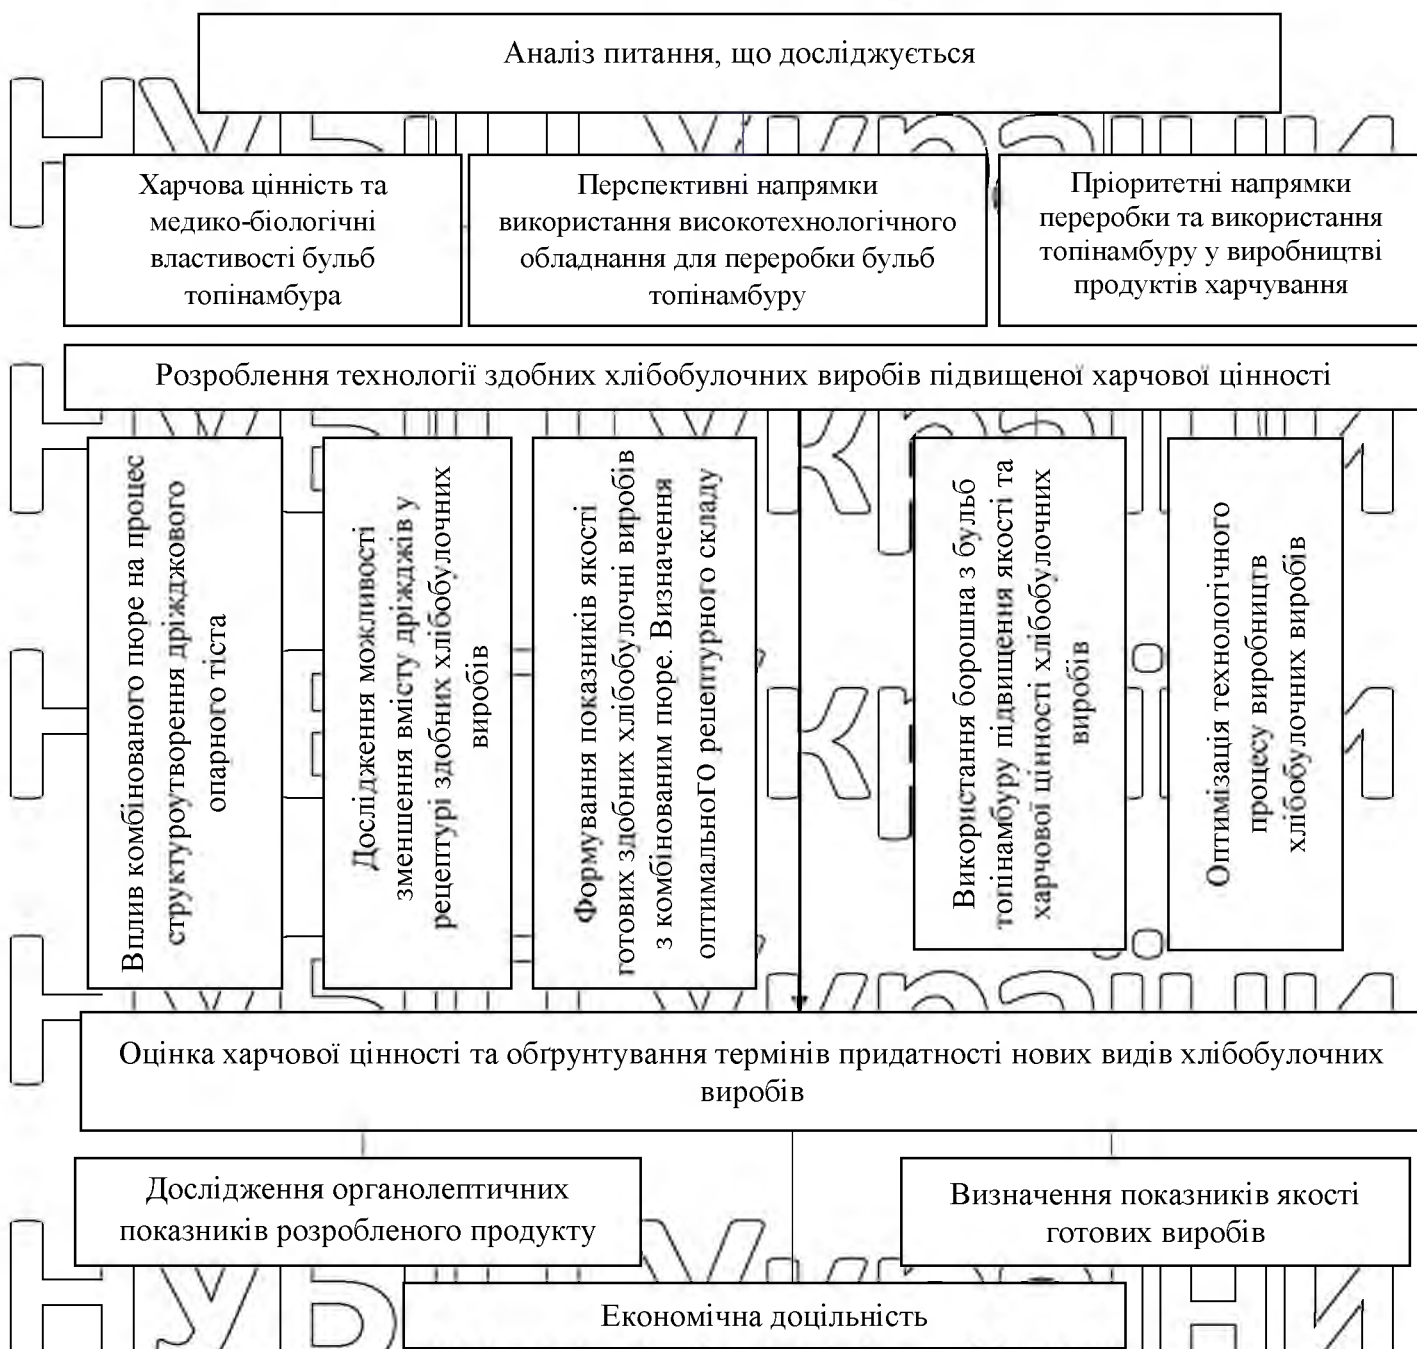 Аналіз питання, що досліджується
Харчова цінність та
медико-біологічні
властивості бульб
топінамбура
Перспективні напрямки
використання високотехнологічного
обладнання для переробки бульб
топінамбуру
Пріоритетні напрямки
переробки та використання
топінамбуру у виробництві
продуктів харчування
Розроблення технології здобних хлібобулочних виробів підвищеної харчової цінності
Вплив комбінованого пюре на процес
структуроутворення дріжджового
опарного тіста
Дослідження можливості
зменшення вмісту дріжджів у
рецептурі здобних хлібобулочних
виробів
Формування показників якості
готових здобних хлібобулочні виробів
з комбінованим пюре. Визначення
оптимальногО рецептурного складу
Використання борошна з бульб
топінамбуру підвищення якості та
харчової цінності хлібобулочних
виробів
Оптимізація технологічного
процесу виробництв
хлібобулочних виробів
Оцінка харчової цінності та обґрунтування термінів придатності нових видів хлібобулочних
виробів
Дослідження органолептичних
показників розробленого продукту
Визначення показників якості
готових виробів
Економічна доцільність